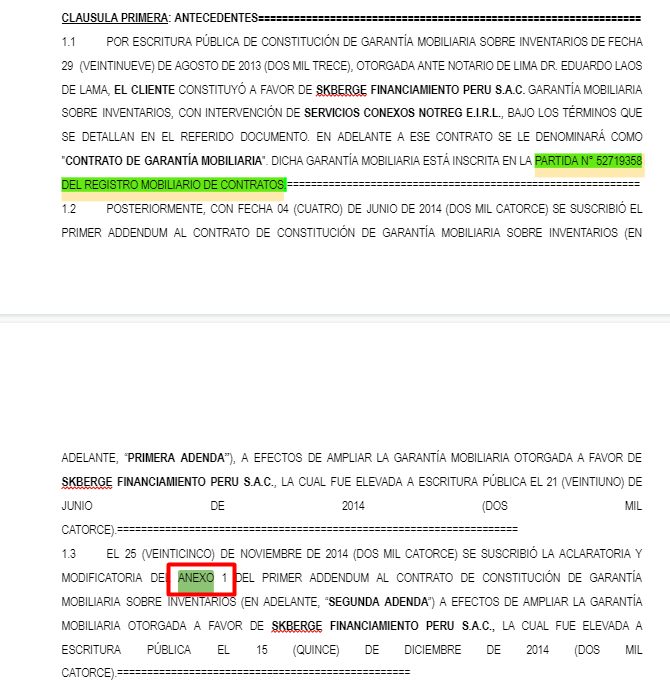 CLAUSULA PRIMERA: ANTECEDENTES================================================================
1.1 POR ESCRITURA PÚBLICA DE CONSTITUCIÓN DE GARANTÍA MOBILIARIA SOBRE INVENTARIOS DE FECHA
29 (VEINTINUEVE) DE AGOSTO DE 2013 (DOS MIL TRECE), OTORGADA ANTE NOTARIO DE LIMA DR. EDUARDO LAOS
DE LAMA, EL CLIENTE CONSTITUYÓ A FAVOR DE SKBERGE FINANCIAMIENTO PERU S.A.C. GARANTÍA MOBILIARIA
SOBRE INVENTARIOS, CON INTERVENCIÓN DE SERVICIOS CONEXOS NOTREG E.I.R.L., BAJO LOS TÉRMINOS QUE
SE DETALLAN EN EL REFERIDO DOCUMENTO. EN ADELANTE A ESE CONTRATO SE LE DENOMINARÁ COMO
"CONTRATO DE GARANTÍA MOBILIARIA". DICHA GARANTÍA MOBILIARIA ESTÁ INSCRITA EN LA PARTIDA N° 52719358
DEL REGISTRO MOBILIARIO DE CONTRATOS.===========================================================
1.2 POSTERIORMENTE, CON FECHA 04 (CUATRO) DE JUNIO DE 2014 (DOS MIL CATORCE) SE SUSCRIBIÓ EL
PRIMER ADDENDUM AL CONTRATO DE CONSTITUCIÓN DE GARANTÍA MOBILIARIA SOBRE INVENTARIOS (EN
ADELANTE, “PRIMERA ADENDA”), A EFECTOS DE AMPLIAR LA GARANTÍA MOBILIARIA OTORGADA A FAVOR DE
SKBERGE FINANCIAMIENTO PERU S.A.C., LA CUAL FUE ELEVADA A ESCRITURA PÚBLICA EL 21 (VEINTIUNO) DE
JUNIO DE 2014 (DOS MIL
CATORCE).===================================================================
1.3 EL 25 (VEINTICINCO) DE NOVIEMBRE DE 2014 (DOS MIL CATORCE) SE SUSCRIBIÓ LA ACLARATORIA Y
MODIFICATORIA DEL ANEXO 1 DEL PRIMER ADDENDUM AL CONTRATO DE CONSTITUCIÓN DE GARANTÍA
MOBILIARIA SOBRE INVENTARIOS (EN ADELANTE, “SEGUNDA ADENDA”) A EFECTOS DE AMPLIAR LA GARANTÍA
MOBILIARIA OTORGADA A FAVOR DE SKBERGE FINANCIAMIENTO PERU S.A.C., LA CUAL FUE ELEVADA A
ESCRITURA PÚBLICA EL 15 (QUINCE) DE DICIEMBRE DE 2014 (DOS MIL
CATORCE).=================================================